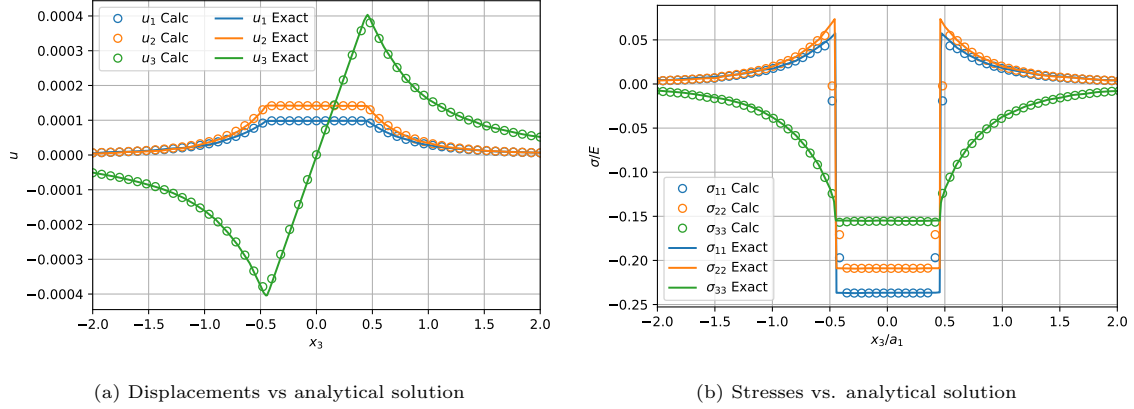 0.0004
0.0003
0.0002
0.0001
0.0000
−0.0001
−0.0002
−0.0003
−0.0004
u
u1 Calc
u2 Calc
u3 Calc
u1 Exact
u2 Exact
u3 Exact
−2.0 −1.5 −1.0 −0.5 0.0 0.5 1.0 1.5 2.0
x3
(a) Displacements vs analytical solution
0.05
0.00
−0.05
−0.10
−0.15
−0.20
−0.25
σ/E
σ11 Calc
σ22 Calc
σ33 Calc
σ11 Exact
σ22 Exact
σ33 Exact
−2.0 −1.5 −1.0 −0.5 0.0 0.5 1.0 1.5 2.0
x3/a1
(b) Stresses vs. analytical solution